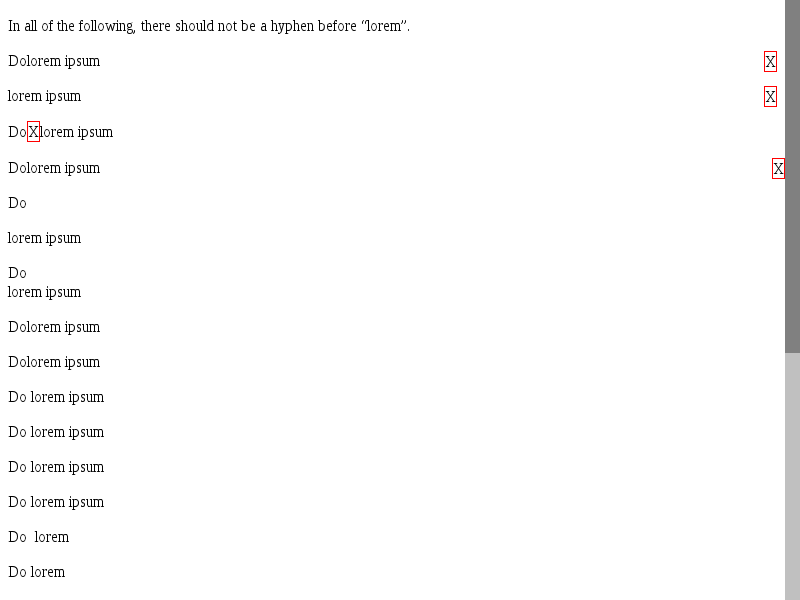 In all of the following, there should not be a hyphen before “lorem”.
Dolorem ipsum X
lorem ipsum X
DoXlorem ipsum
Dolorem ipsum X
Do
lorem ipsum
Do
lorem ipsum
Dolorem ipsum
Dolorem ipsum
Do lorem ipsum
Do lorem ipsum
Do lorem ipsum
Do lorem ipsum
Do  lorem
Do lorem